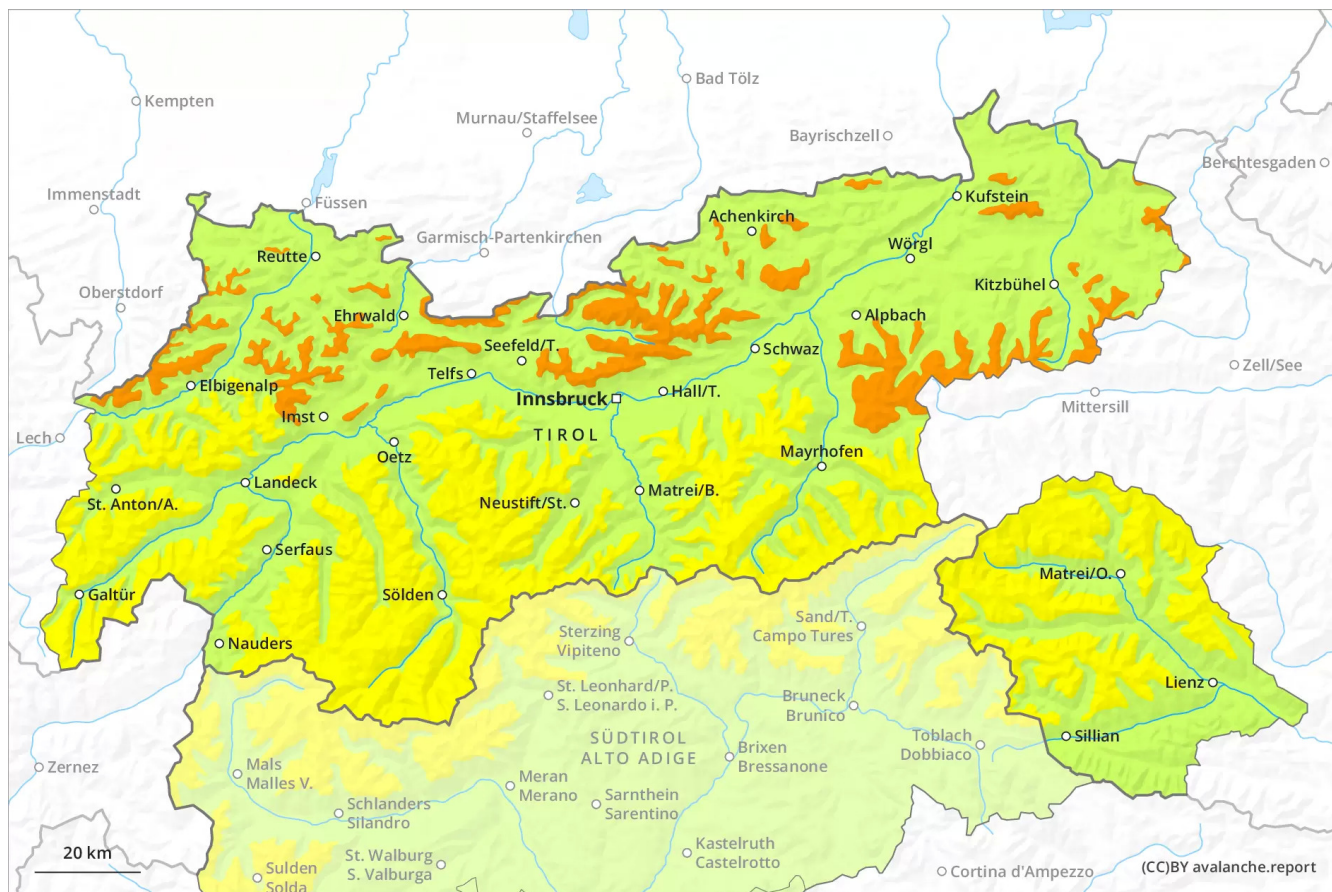 Bad Tölz
Kempten
Murnau/Staffelsee
Bayrischzell
Berchtesgaden
Immenstadt
Füssen
Kufstein
Achenkirch
Garmisch-Partenkirchen
Wörgl
Reutte
Kitzbühel
Oberstdorf
Ehrwald
Alpbach
Seefeld/T.
Schwaz
Zell/See
Telfs
Elbigenalp
Innsbruck
Hall/T.
Mittersill
Imst
Lech
TIROL
Oetz
Mayrhofen
Landeck
St. Anton/A.
Neustift/St.
Matrei/B.
Serfaus
Matrei/O.
Galtür
Sölden
Sand/T.
Campo Tures
Sterzing
Vipiteno
Nauders
St. Leonhard/P.
S. Leonardo i. P.
Bruneck
Brunico
Lienz
SÜDTIROL
ALTO ADIGE
Toblach
Dobbiaco
Sillian
Brixen
Bressanone
Zernez
Mals
Malles V.
Meran
Merano
Sarnthein
Sarentino
Schlanders
Silandro
Kastelruth
Castelrotto
20 km
St. Walburg
S. Valburga
Sulden
Solda
Cortina d'Ampezzo
(CC)BY avalanche.report